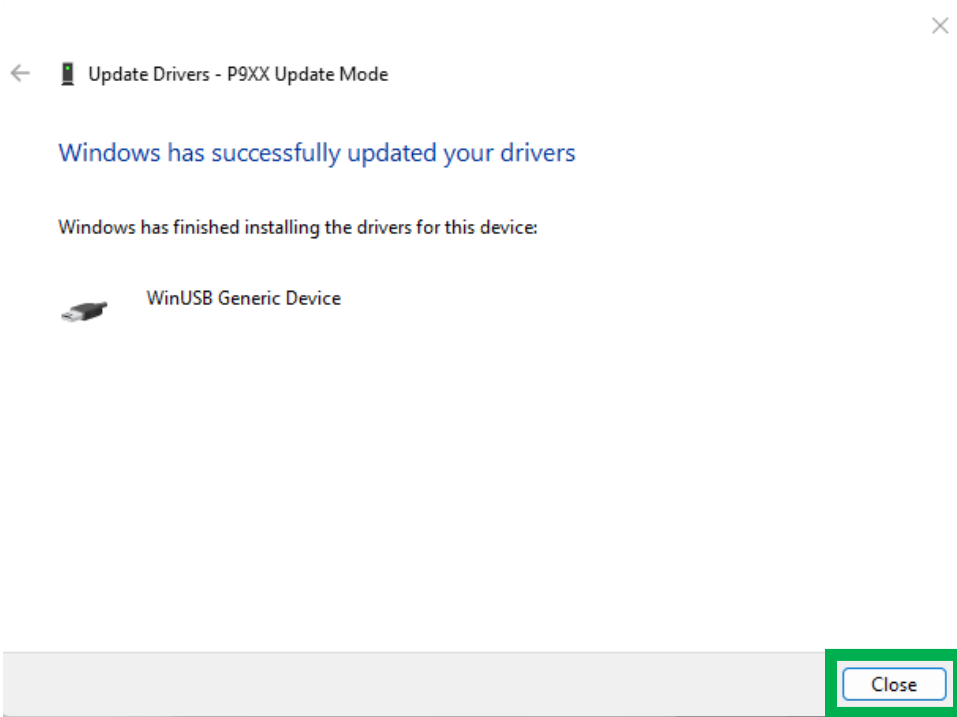 Update Drivers - P9XX Update Mode
Windows has successfully updated your drivers
Windows has finished installing the drivers for this device:
WinUSB Generic Device
Close